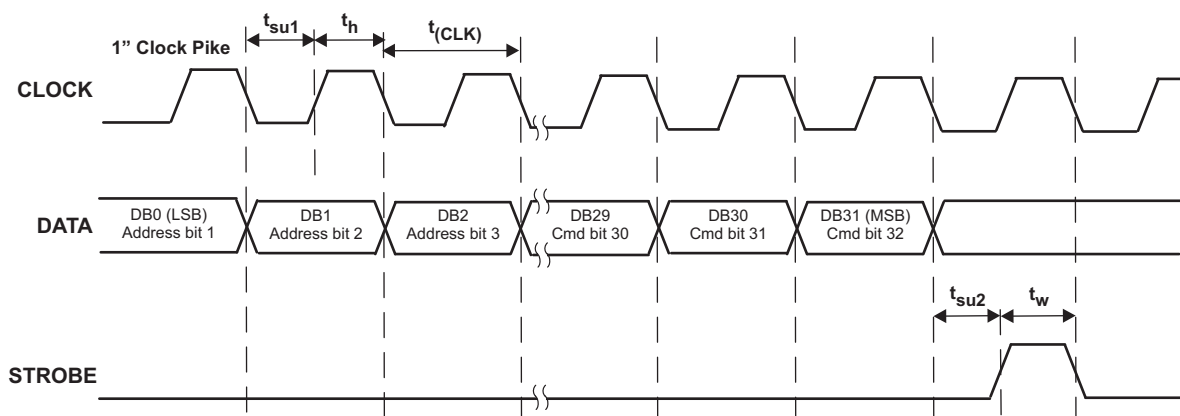 tsu1
th
t(CLK)
1” Clock Pike
CLOCK
DATA
DB0 (LSB)
Address bit 1
DB1
Address bit 2
DB2
Address bit 3
DB29
Cmd bit 30
DB30
Cmd bit 31
DB31 (MSB)
Cmd bit 32
tsu2
tw
STROBE